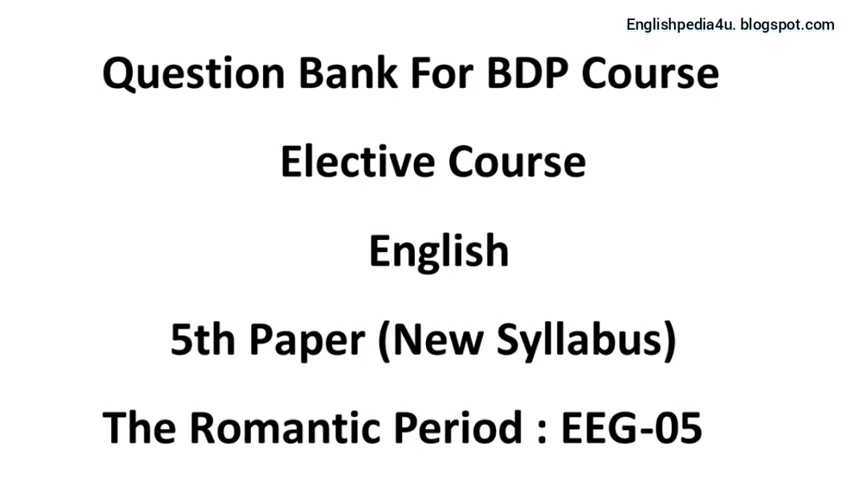 Englishpedia4u. blogspot.com
Question Bank For BDP Course
Elective Course
English
5th Paper (New Syllabus)
The Romantic Period : EEG-05